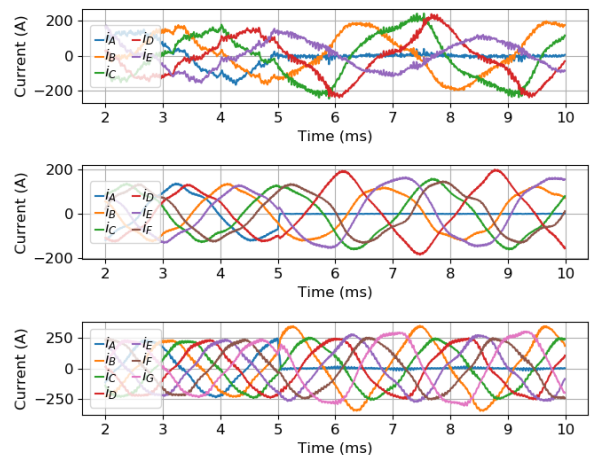 200
0
−200
Current (A)
i_A i_D
i_B i_E
i_C
2 3 4 5 6 7 8 9 10
Time (ms)
200
0
−200
Current (A)
i_A i_D
i_B i_E
i_C i_F
2 3 4 5 6 7 8 9 10
Time (ms)
250
0
−250
Current (A)
i_A i_E
i_B i_F
i_C i_G
i_D
2 3 4 5 6 7 8 9 10
Time (ms)